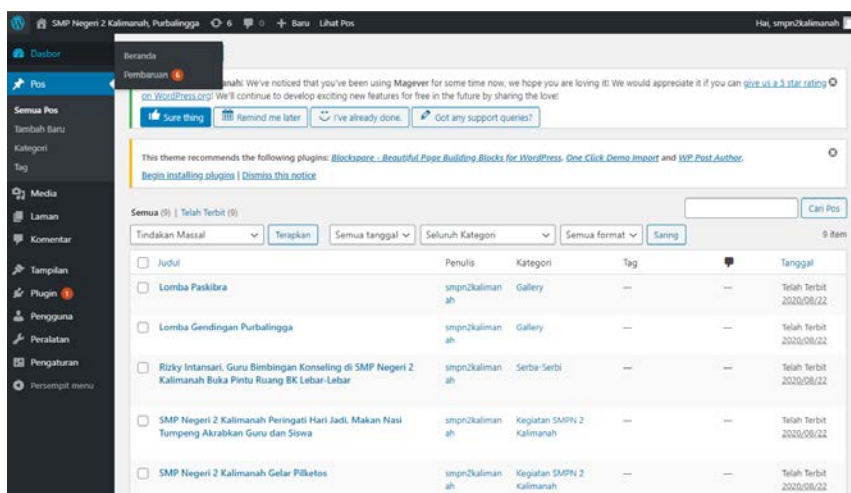 SMP Negeri 2 Kalimanah, Purbalingga 6 0 + Baru Lihat Pos Hai, smpn2kalimanah
Dasbor
Beranda
Pembaruan 6
Pos
Semua Pos
Tambah Baru
Kategori
Tag
Media
Laman
Komentar
Tampilan
Plugin 1
Pengguna
Peralatan
Pengaturan
Persempit menu
We've noticed that you've been using Magever for some time now, we hope you are loving it! We would appreciate it if you can give us a 5 star rating
on WordPress.org! We'll continue to develop exciting new features for free in the future by sharing the love!
Sure thing Remind me later I've already done. Got any support queries?
This theme recommends the following plugins: Blockspare - Beautiful Page Building Blocks for WordPress, One Click Demo Import and WP Post Author.
Begin installing plugins | Dismiss this notice
Semua (9) | Telah Terbit (9)
Cari Pos
Tindakan Massal Terapkan Semua tanggal Seluruh Kategori Semua format Saring 9 item
Judul Penulis Kategori Tag Tanggal
Lomba Paskibra smpn2kaliman Gallery — — Telah Terbit
ah 2020/08/22
Lomba Gendingan Purbalingga smpn2kaliman Gallery — — Telah Terbit
ah 2020/08/22
Rizky Intansari, Guru Bimbingan Konseling di SMP Negeri 2 smpn2kaliman Serba-Serbi — — Telah Terbit
Kalimanah Buka Pintu Ruang BK Lebar-Lebar ah 2020/08/22
SMP Negeri 2 Kalimanah Peringati Hari Jadi, Makan Nasi smpn2kaliman Kegiatan SMPN 2 — — Telah Terbit
Tumpeng Akrabkan Guru dan Siswa ah Kalimanah 2020/08/22
SMP Negeri 2 Kalimanah Gelar Pilketos smpn2kaliman Kegiatan SMPN 2 — — Telah Terbit
ah Kalimanah 2020/08/22